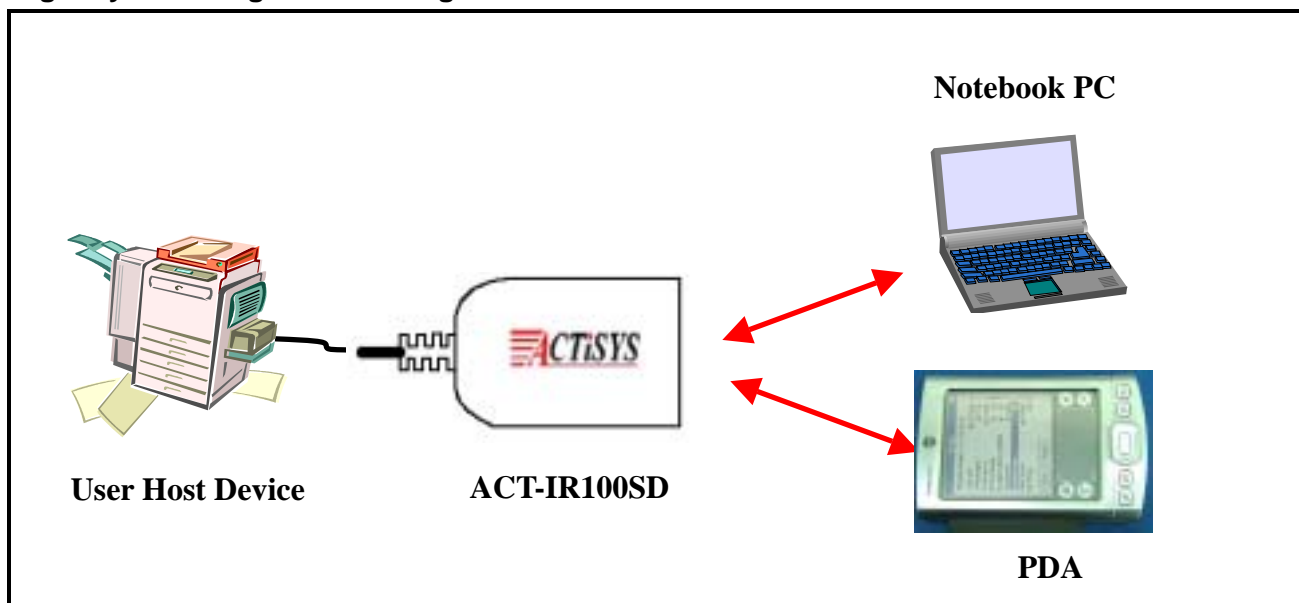 Notebook PC
ACTiSYS
User Host Device
ACT-IR100SD
PDA